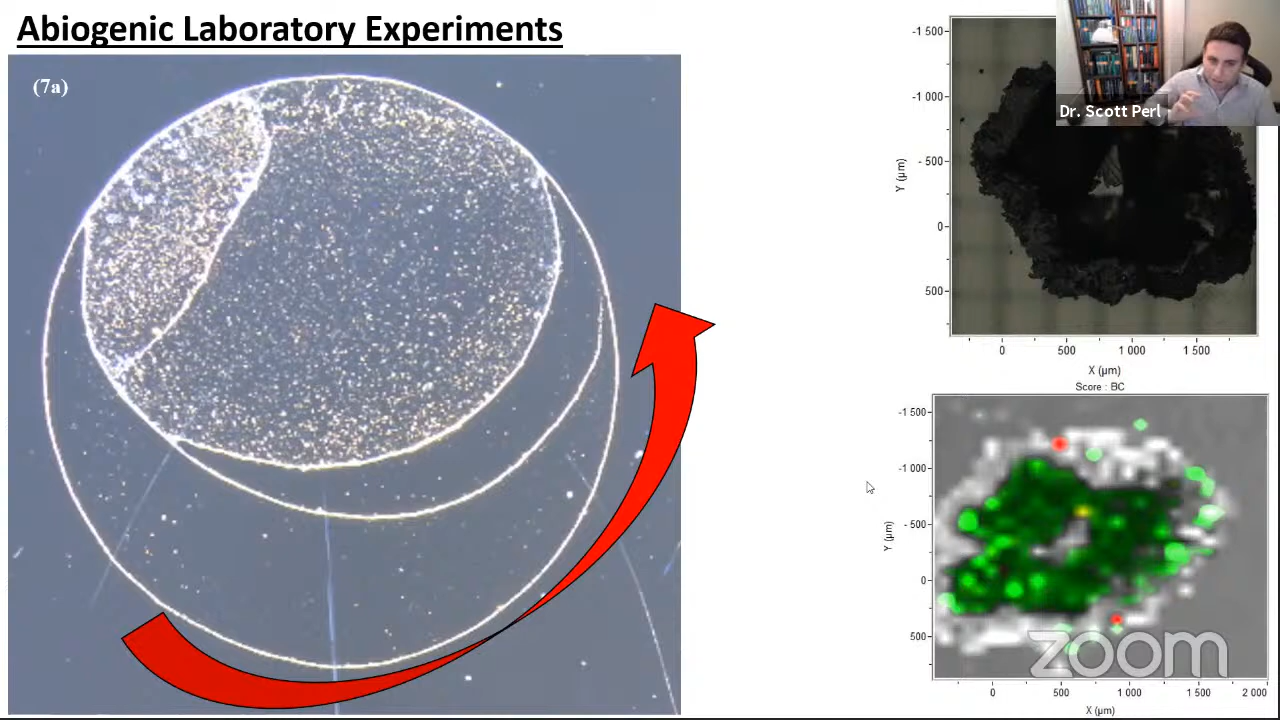 Abiogenic Laboratory Experiments
(7a)
Dr. Scott Perl
-1 500
-1 000
- 500
0
500
Y (µm)
0
500
1 000
1 500
X (µm)
Score : BC
-1 500
-1 000
- 500
0
500
Y (µm)
0
500
1 000
1 500
2 000
X (µm)
zoom